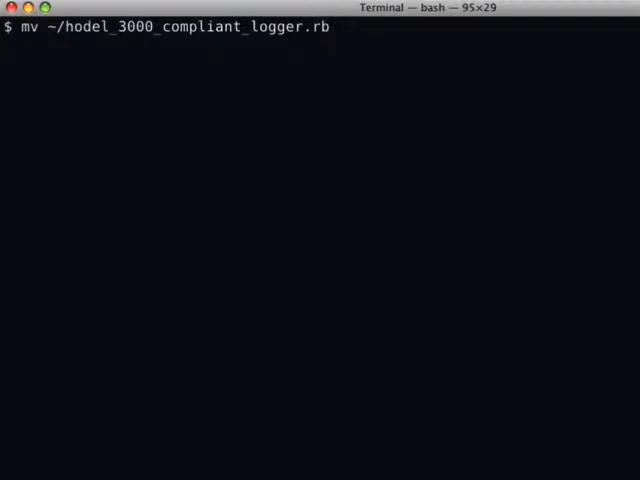 Terminal — bash — 95×29
$ mv ~/hodel_3000_compliant_logger.rb